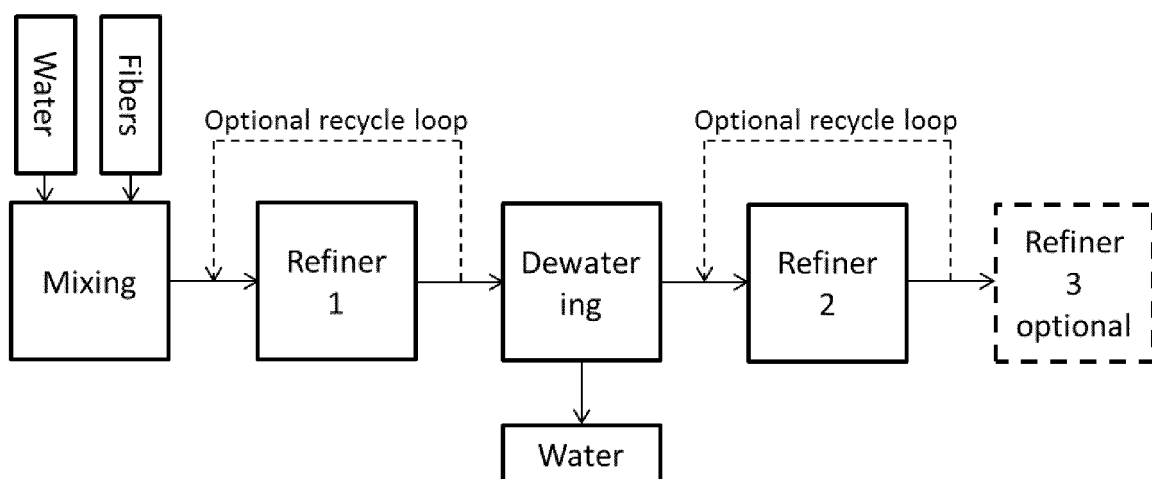 Water
Fibers
Optional recycle loop
Optional recycle loop
Mixing
Refiner
1
Dewater
ing
Refiner
2
Refiner
3
optional
Water